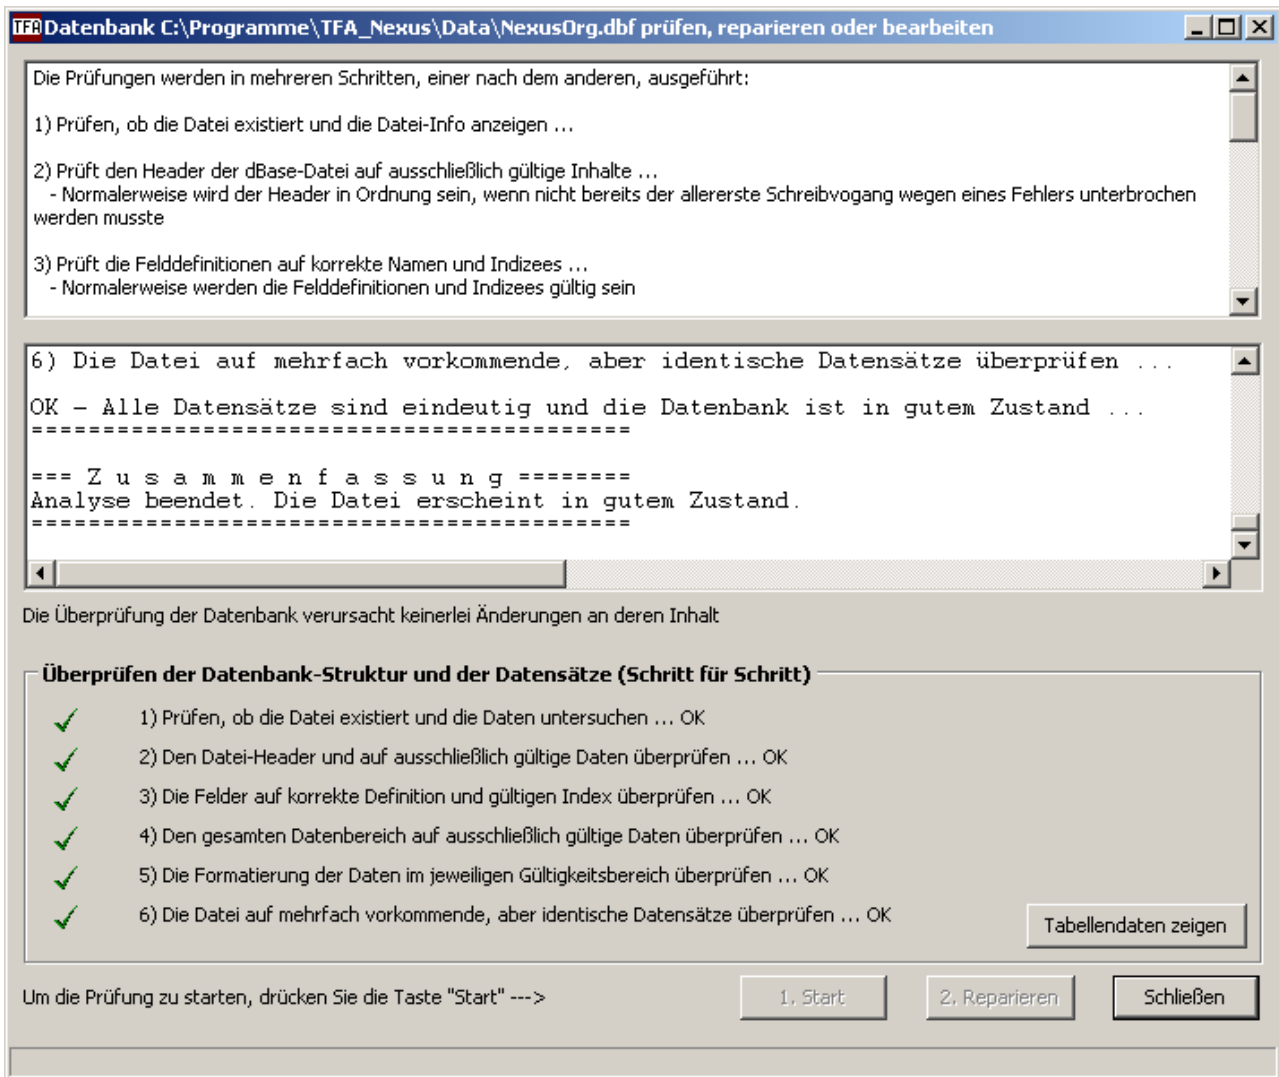 TFA Datenbank C:\Programme\TFA_Nexus\Data\NexusOrg.dbf prüfen, reparieren oder bearbeiten
Die Prüfungen werden in mehreren Schritten, einer nach dem anderen, ausgeführt:
1) Prüfen, ob die Datei existiert und die Datei-Info anzeigen ...
2) Prüft den Header der dBase-Datei auf ausschließlich gültige Inhalte ...
- Normalerweise wird der Header in Ordnung sein, wenn nicht bereits der allererste Schreibvogang wegen eines Fehlers unterbrochen
werden musste
3) Prüft die Felddefinitionen auf korrekte Namen und Indizees ...
- Normalerweise werden die Felddefinitionen und Indizees gültig sein
6) Die Datei auf mehrfach vorkommende, aber identische Datensätze überprüfen ...
OK - Alle Datensätze sind eindeutig und die Datenbank ist in gutem Zustand ...
==========================================
=== Z u s a m m e n f a s s u n g ========
Analyse beendet. Die Datei erscheint in gutem Zustand.
==========================================
Die Überprüfung der Datenbank verursacht keinerlei Änderungen an deren Inhalt
Überprüfen der Datenbank-Struktur und der Datensätze (Schritt für Schritt)
1) Prüfen, ob die Datei existiert und die Daten untersuchen ... OK
2) Den Datei-Header und auf ausschließlich gültige Daten überprüfen ... OK
3) Die Felder auf korrekte Definition und gültigen Index überprüfen ... OK
4) Den gesamten Datenbereich auf ausschließlich gültige Daten überprüfen ... OK
5) Die Formatierung der Daten im jeweiligen Gültigkeitsbereich überprüfen ... OK
6) Die Datei auf mehrfach vorkommende, aber identische Datensätze überprüfen ... OK
Tabellendaten zeigen
Um die Prüfung zu starten, drücken Sie die Taste "Start" --->
1. Start
2. Reparieren
Schließen